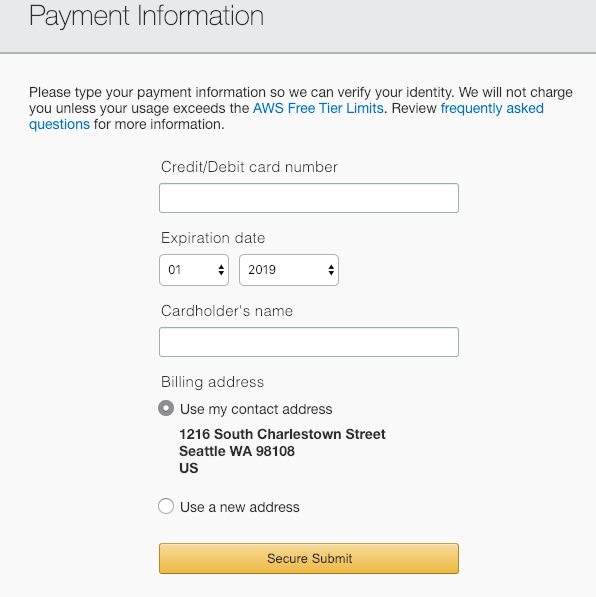 Payment Information
Please type your payment information so we can verify your identity. We will not charge
you unless your usage exceeds the AWS Free Tier Limits. Review frequently asked
questions for more information.
Credit/Debit card number
Expiration date
01 2019
Cardholder's name
Billing address
Use my contact address
1216 South Charlestown Street
Seattle WA 98108
US
Use a new address
Secure Submit